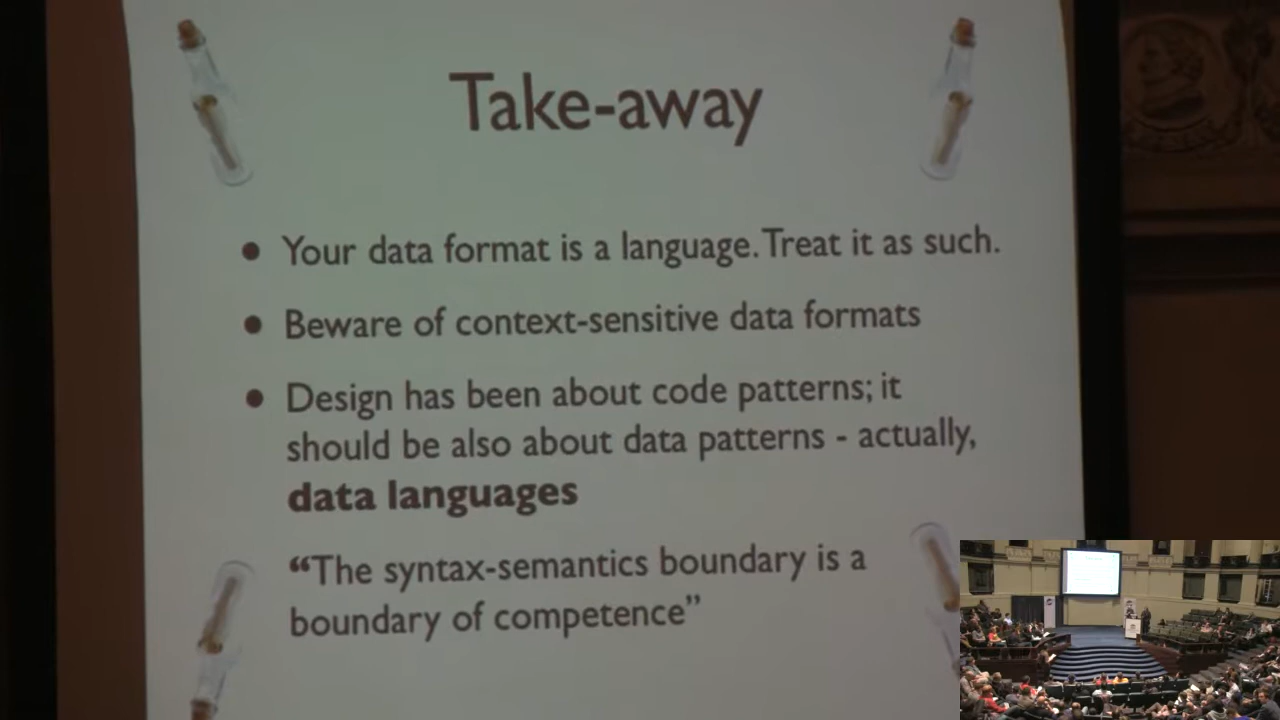 Take-away
• Your data format is a language. Treat it as such.
• Beware of context-sensitive data formats
• Design has been about code patterns; it
should be also about data patterns - actually,
data languages
“The syntax-semantics boundary is a
boundary of competence”